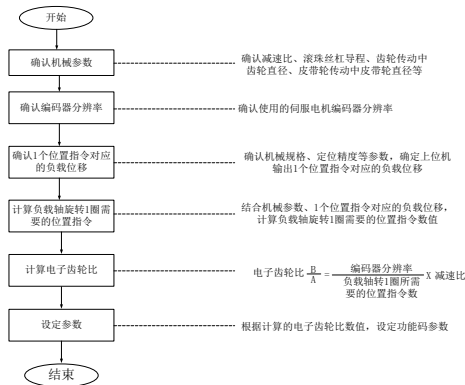 开始
确认机械参数
确认减速比、滚珠丝杠导程、齿轮传动中
齿轮直径、皮带轮传动中皮带轮直径等
确认编码器分辨率
确认使用的伺服电机编码器分辨率
确认1个位置指令对应
的负载位移
确认机械规格、定位精度等参数，确定上位机
输出1个位置指令对应的负载位移
计算负载轴旋转1圈需
要的位置指令
结合机械参数、1个位置指令对应的负载位移，
计算负载轴旋转1圈需要的位置指令数值
计算电子齿轮比
电子齿轮比 B/A = 编码器分辨率
负载轴转1圈所需
要的位置指令数
X 减速比
设定参数
根据计算的电子齿轮比数值，设定功能码参数
结束